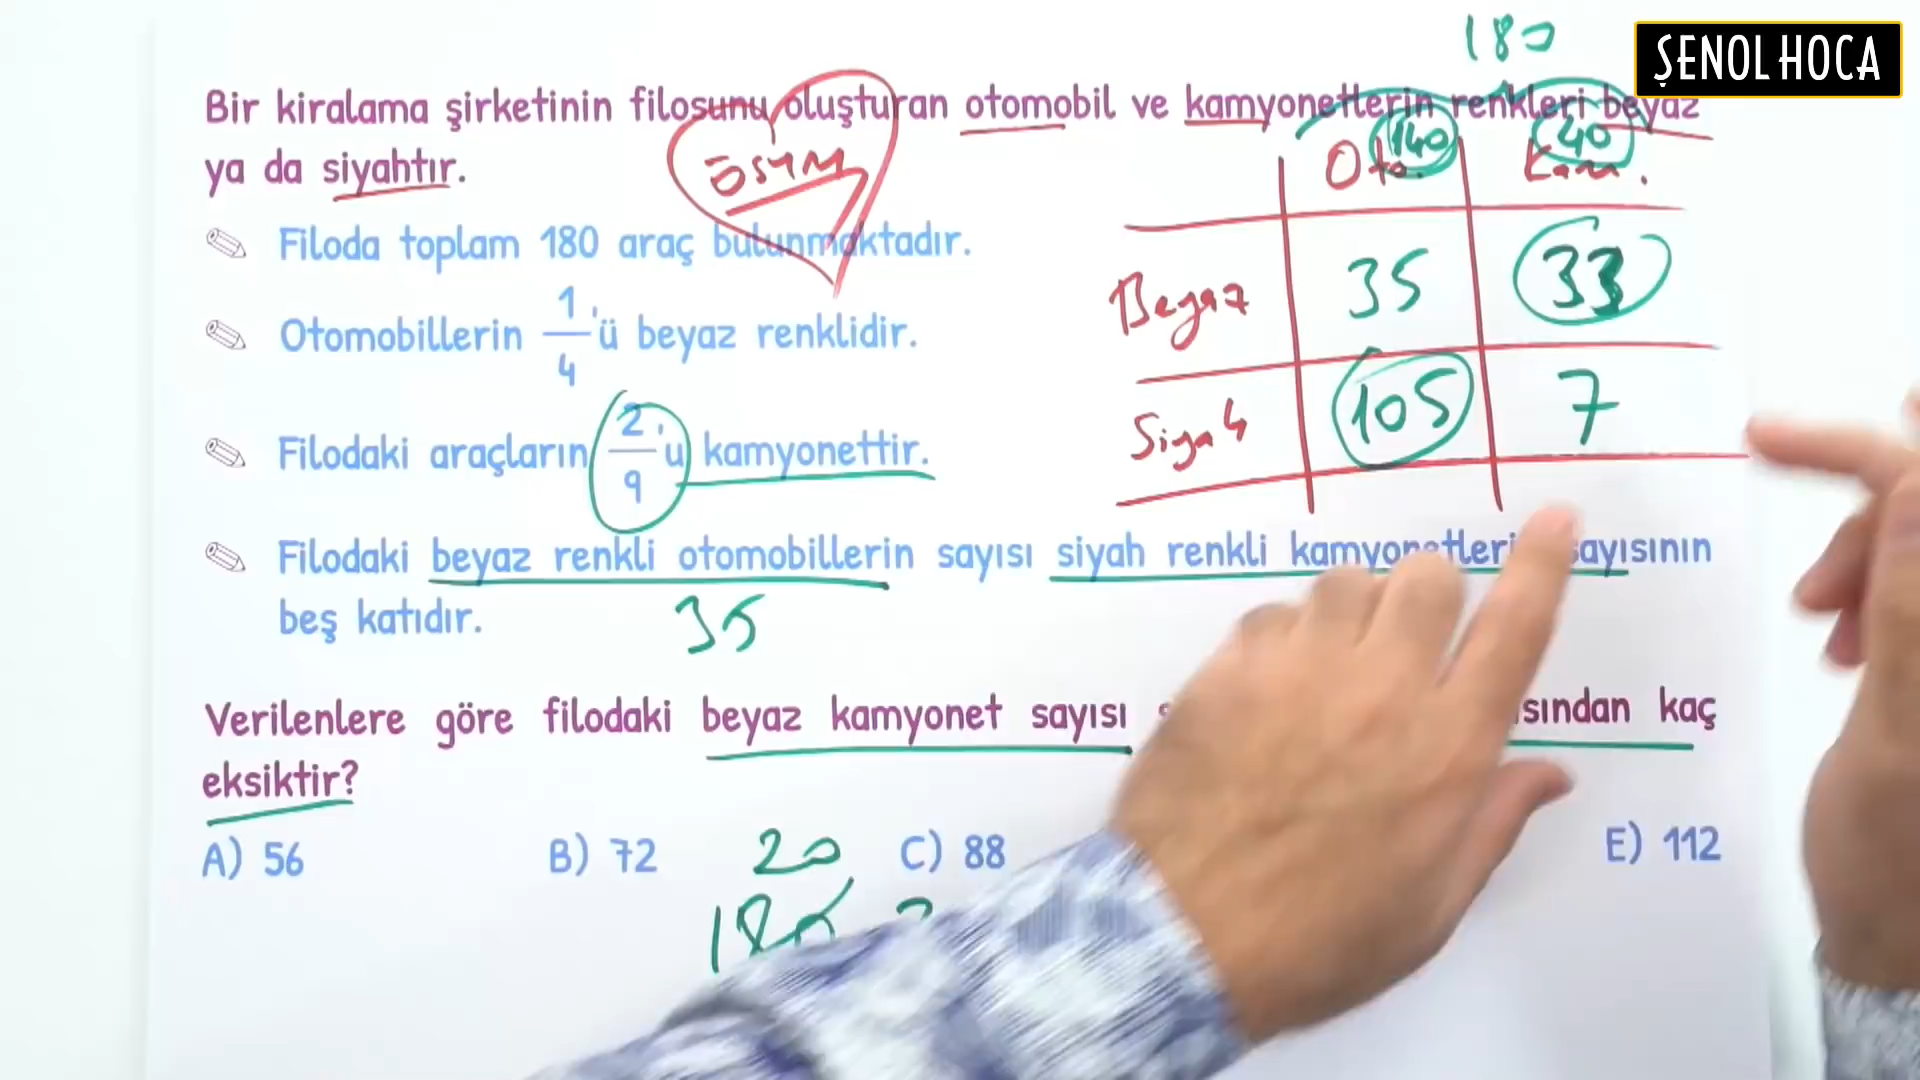 180
ŞENOL HOCA
Bir kiralama şirketinin filosunu oluşturan otomobil ve kamyonetlerin renkleri beyaz
ya da siyahtır.
ÖSYM
140 40
Oto. Kam.
Filoda toplam 180 araç bulunmaktadır.
Beyaz 35 33
Otomobillerin 1/4'ü beyaz renklidir.
Siyah 105 7
Filodaki araçların 2/9'ü kamyonettir.
Filodaki beyaz renkli otomobillerin sayısı siyah renkli kamyonetleri sayısının
beş katıdır.
35
Verilenlere göre filodaki beyaz kamyonet sayısı sından kaç
eksiktir?
A) 56 B) 72 C) 88 E) 112
20
180